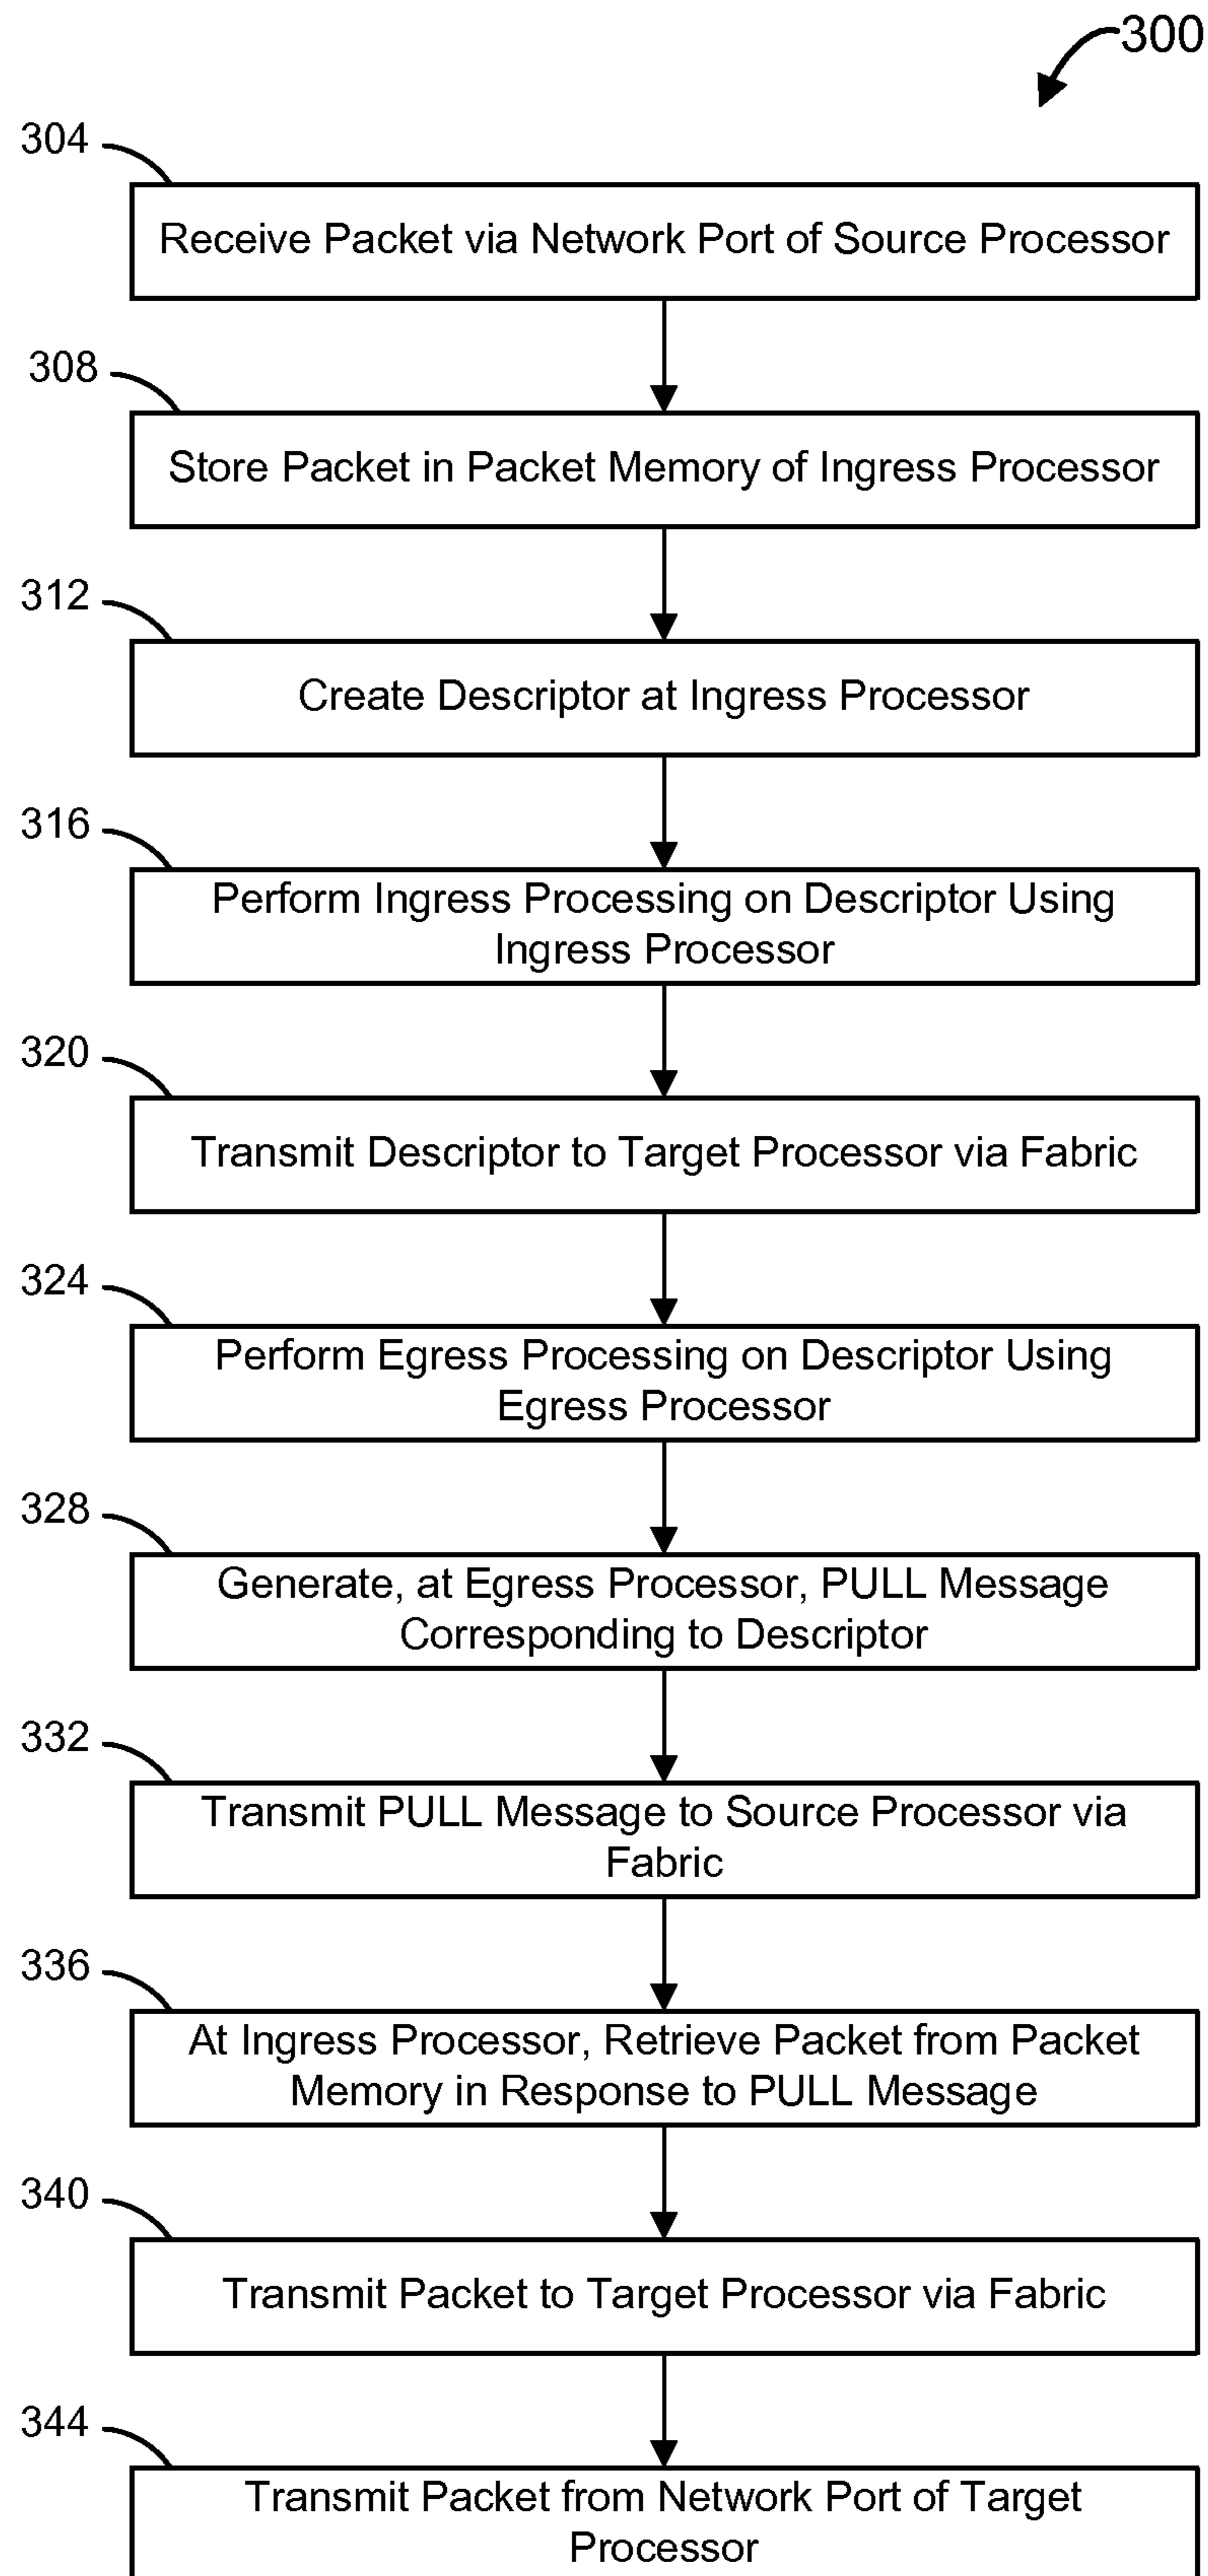 300
304
Receive Packet via Network Port of Source Processor
308
Store Packet in Packet Memory of Ingress Processor
312
Create Descriptor at Ingress Processor
316
Perform Ingress Processing on Descriptor Using
Ingress Processor
320
Transmit Descriptor to Target Processor via Fabric
324
Perform Egress Processing on Descriptor Using
Egress Processor
328
Generate, at Egress Processor, PULL Message
Corresponding to Descriptor
332
Transmit PULL Message to Source Processor via
Fabric
336
At Ingress Processor, Retrieve Packet from Packet
Memory in Response to PULL Message
340
Transmit Packet to Target Processor via Fabric
344
Transmit Packet from Network Port of Target
Processor